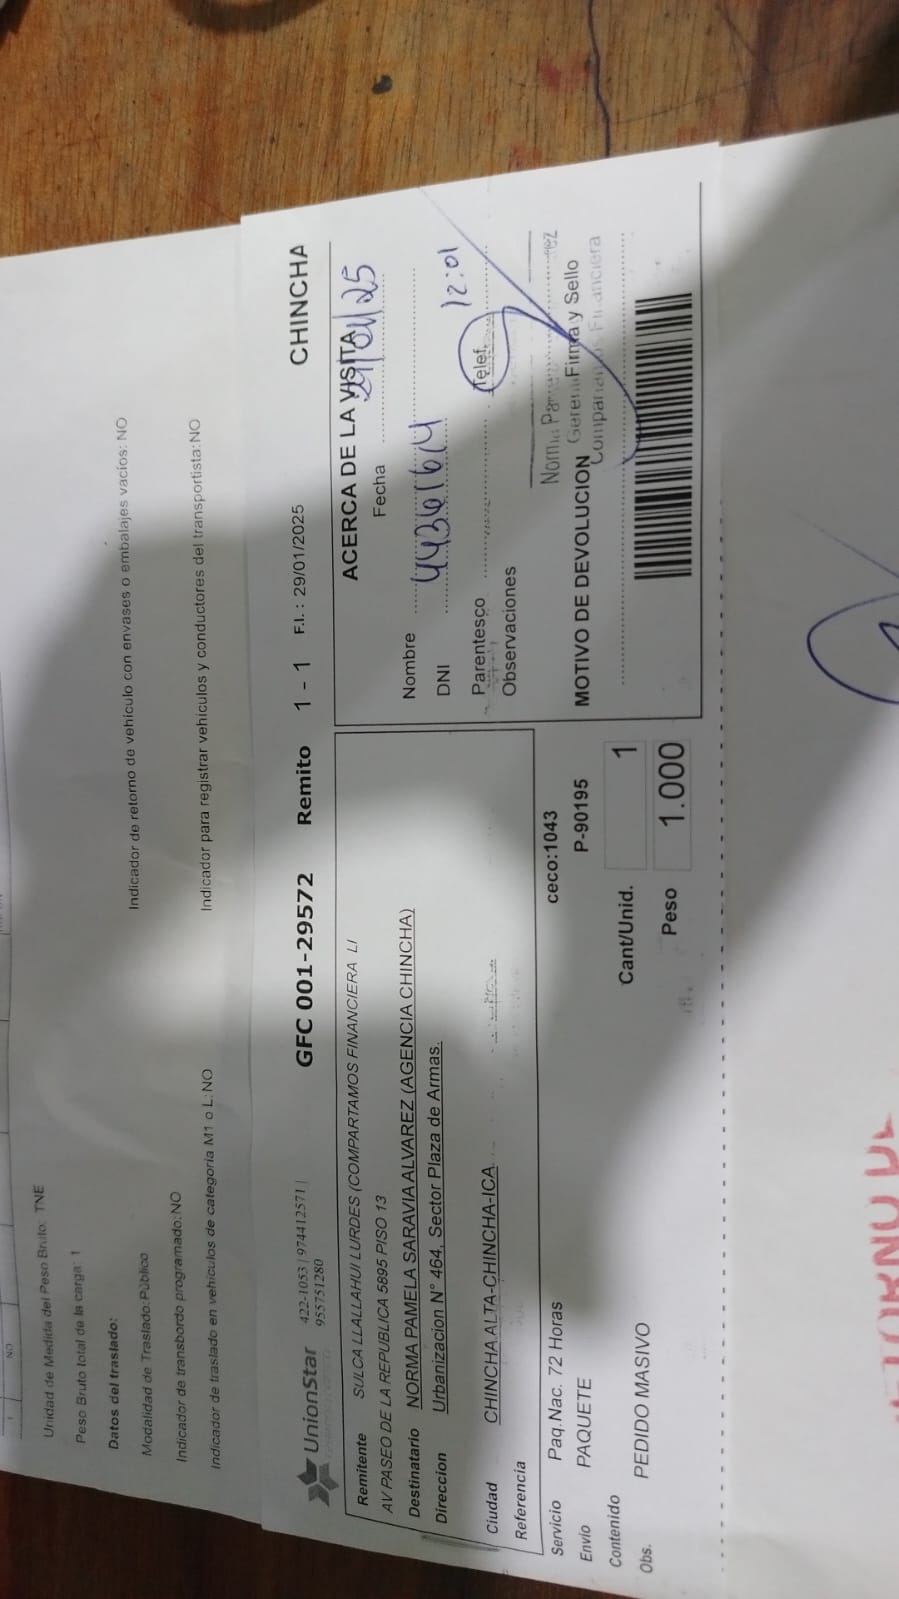 NO
Unidad de Medida del Peso Bruto: TNE
Peso Bruto total de la carga: 1
Datos del traslado:
Modalidad de Traslado:Público
Indicador de retorno de vehículo con envases o embalajes vacíos: NO
Indicador de transbordo programado:NO
Indicador de traslado en vehículos de categoría M1 o L:NO
Indicador para registrar vehículos y conductores del transportista:NO
UnionStar
422-1053 | 974412571 |
955751280
GFC 001-29572
Remito
1 - 1
F.I.: 29/01/2025
CHINCHA
Remitente SULCA LLALLAHUI LURDES (COMPARTAMOS FINANCIERA LI
AV PASEO DE LA REPUBLICA 5895 PISO 13
Destinatario NORMA PAMELA SARAVIA ALVAREZ (AGENCIA CHINCHA)
Direccion Urbanizacion N° 464, Sector Plaza de Armas.
Ciudad CHINCHA ALTA-CHINCHA-ICA
Referencia
Servicio Paq.Nac. 72 Horas
ceco:1043
Envio PAQUETE
P-90195
Contenido
Cant/Unid. 1
Obs. PEDIDO MASIVO
Peso 1.000
ACERCA DE LA VISITA
Fecha
Nombre
DNI 44361614
12:01
Parentesco
Telef.
Observaciones
MOTIVO DE DEVOLUCION
Firma y Sello
Financiera